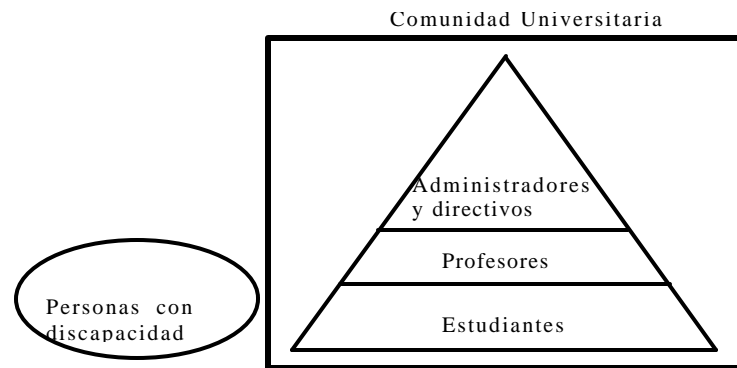 Comunidad Universitaria
Administradores
y directivos
Profesores
Personas con
discapacidad
Estudiantes